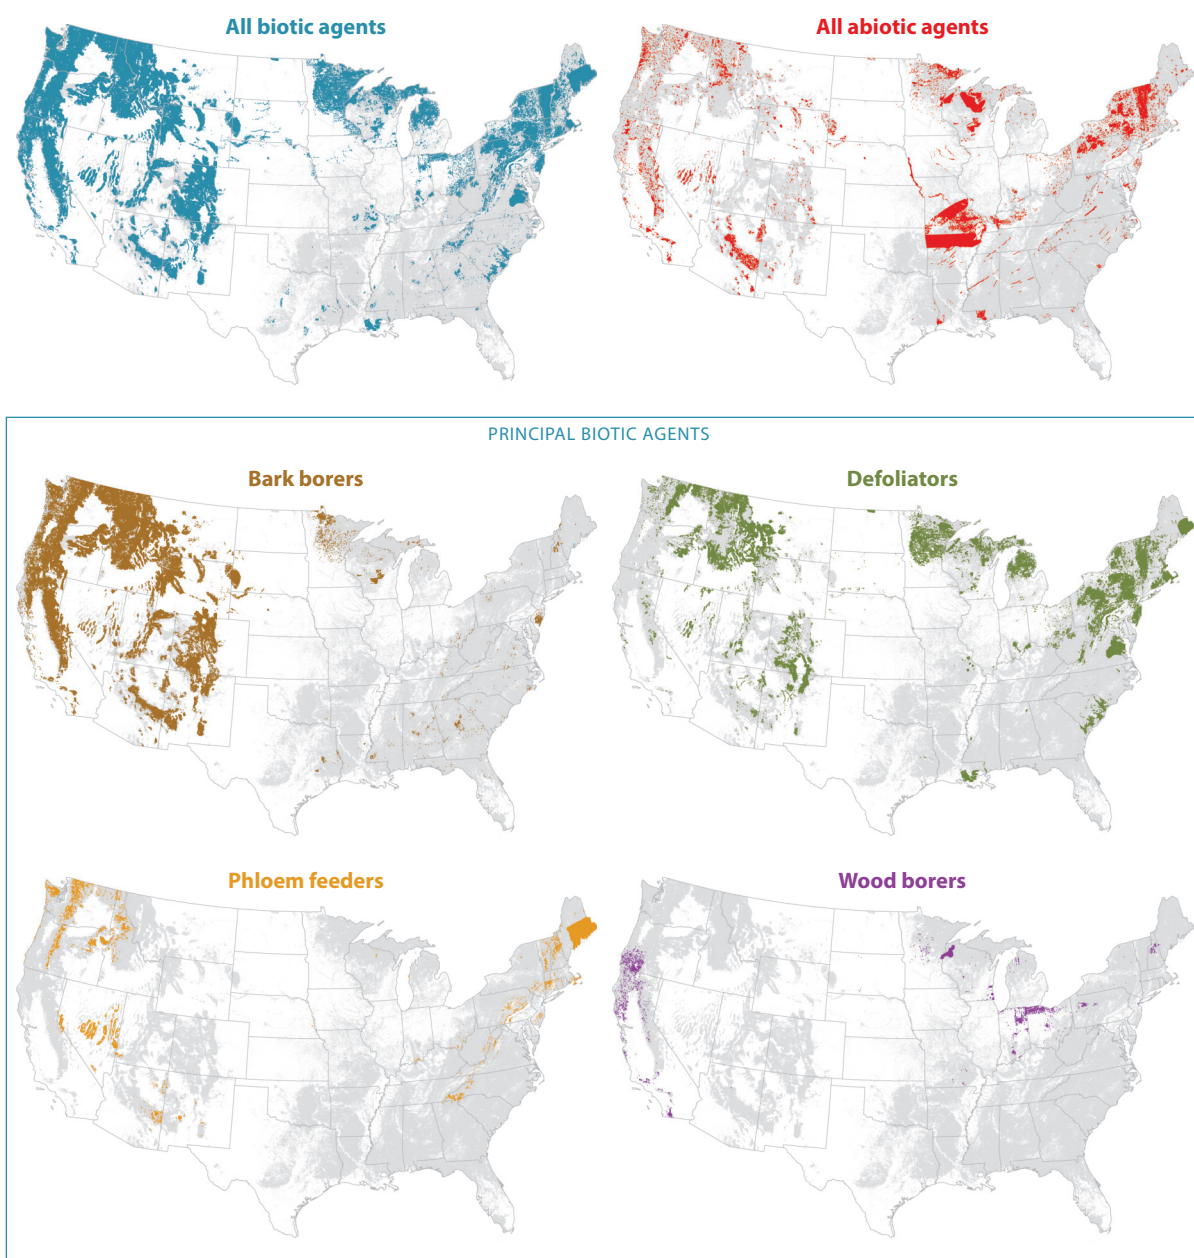 All biotic agents
All abiotic agents
PRINCIPAL BIOTIC AGENTS
Bark borers
Defoliators
Phloem feeders
Wood borers